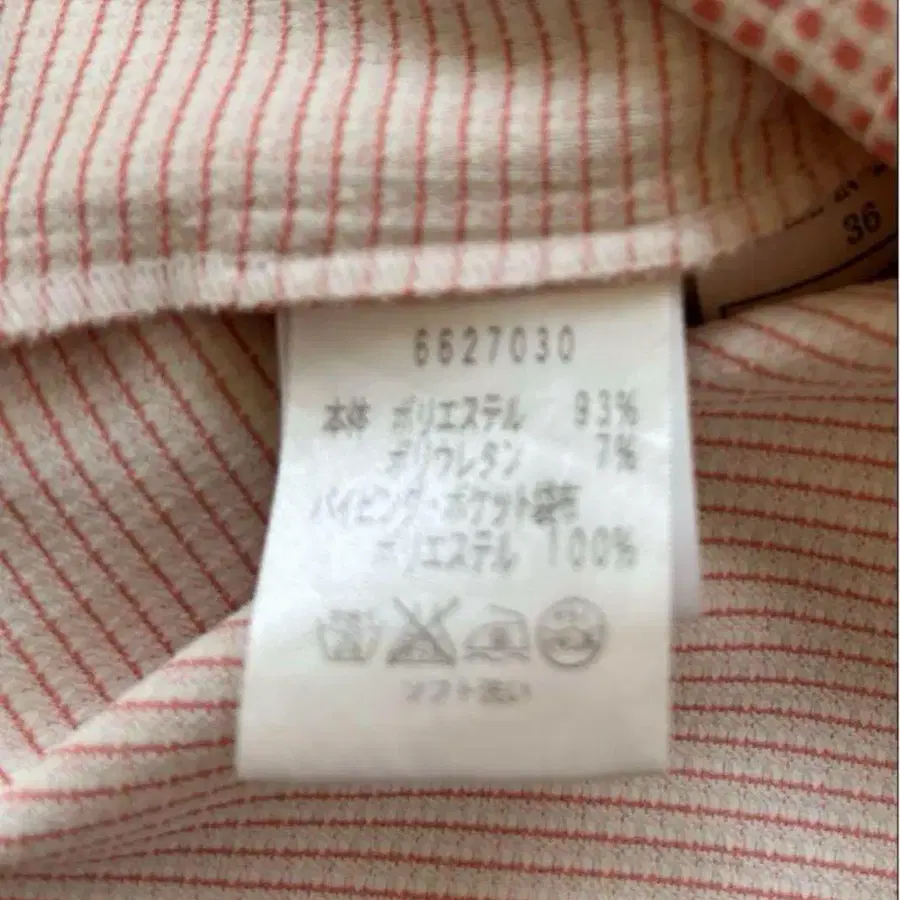 36
6627030
本体 ポリエステル 93%
ポリウレタン 7%
パイピング・ポケット袋布
ポリエステル 100%
ソフト洗い